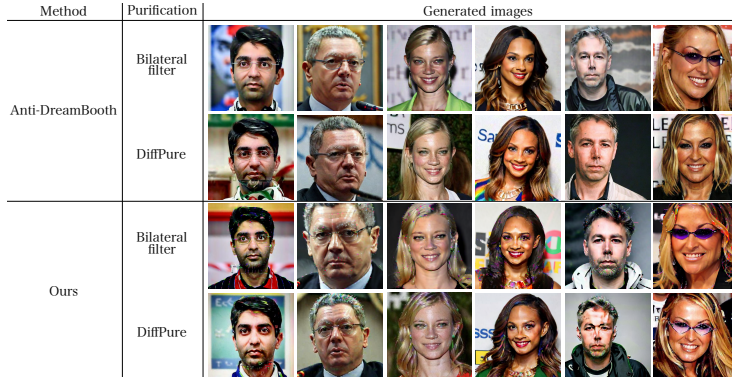 Method Purification Generated images
Anti-DreamBooth
Bilateral
filter
DiffPure
Ours
Bilateral
filter
DiffPure